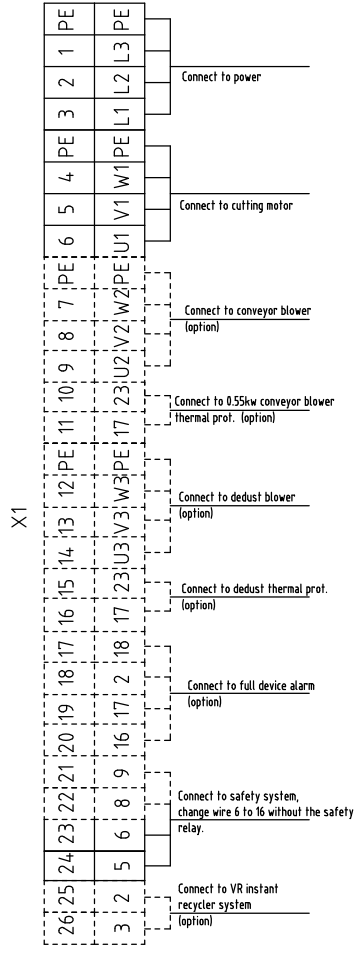 X1
PE PE
1 L3
2 L2
3 L1
Connect to power
PE PE
4 W1
5 V1
6 U1
Connect to cutting motor
PE PE
7 W2
8 V2
9 U2
Connect to conveyor blower
(option)
10 23
11 17
Connect to 0.55kw conveyor blower
thermal prot. (option)
PE PE
12 W3
13 V3
14 U3
Connect to dedust blower
(option)
15 23
16 17
Connect to dedust thermal prot.
(option)
17 18
18 2
19 17
20 16
Connect to full device alarm
(option)
21 9
22 8
23 6
24 5
Connect to safety system,
change wire 6 to 16 without the safety
relay.
25 2
26 3
Connect to VR instant
recycler system
(option)